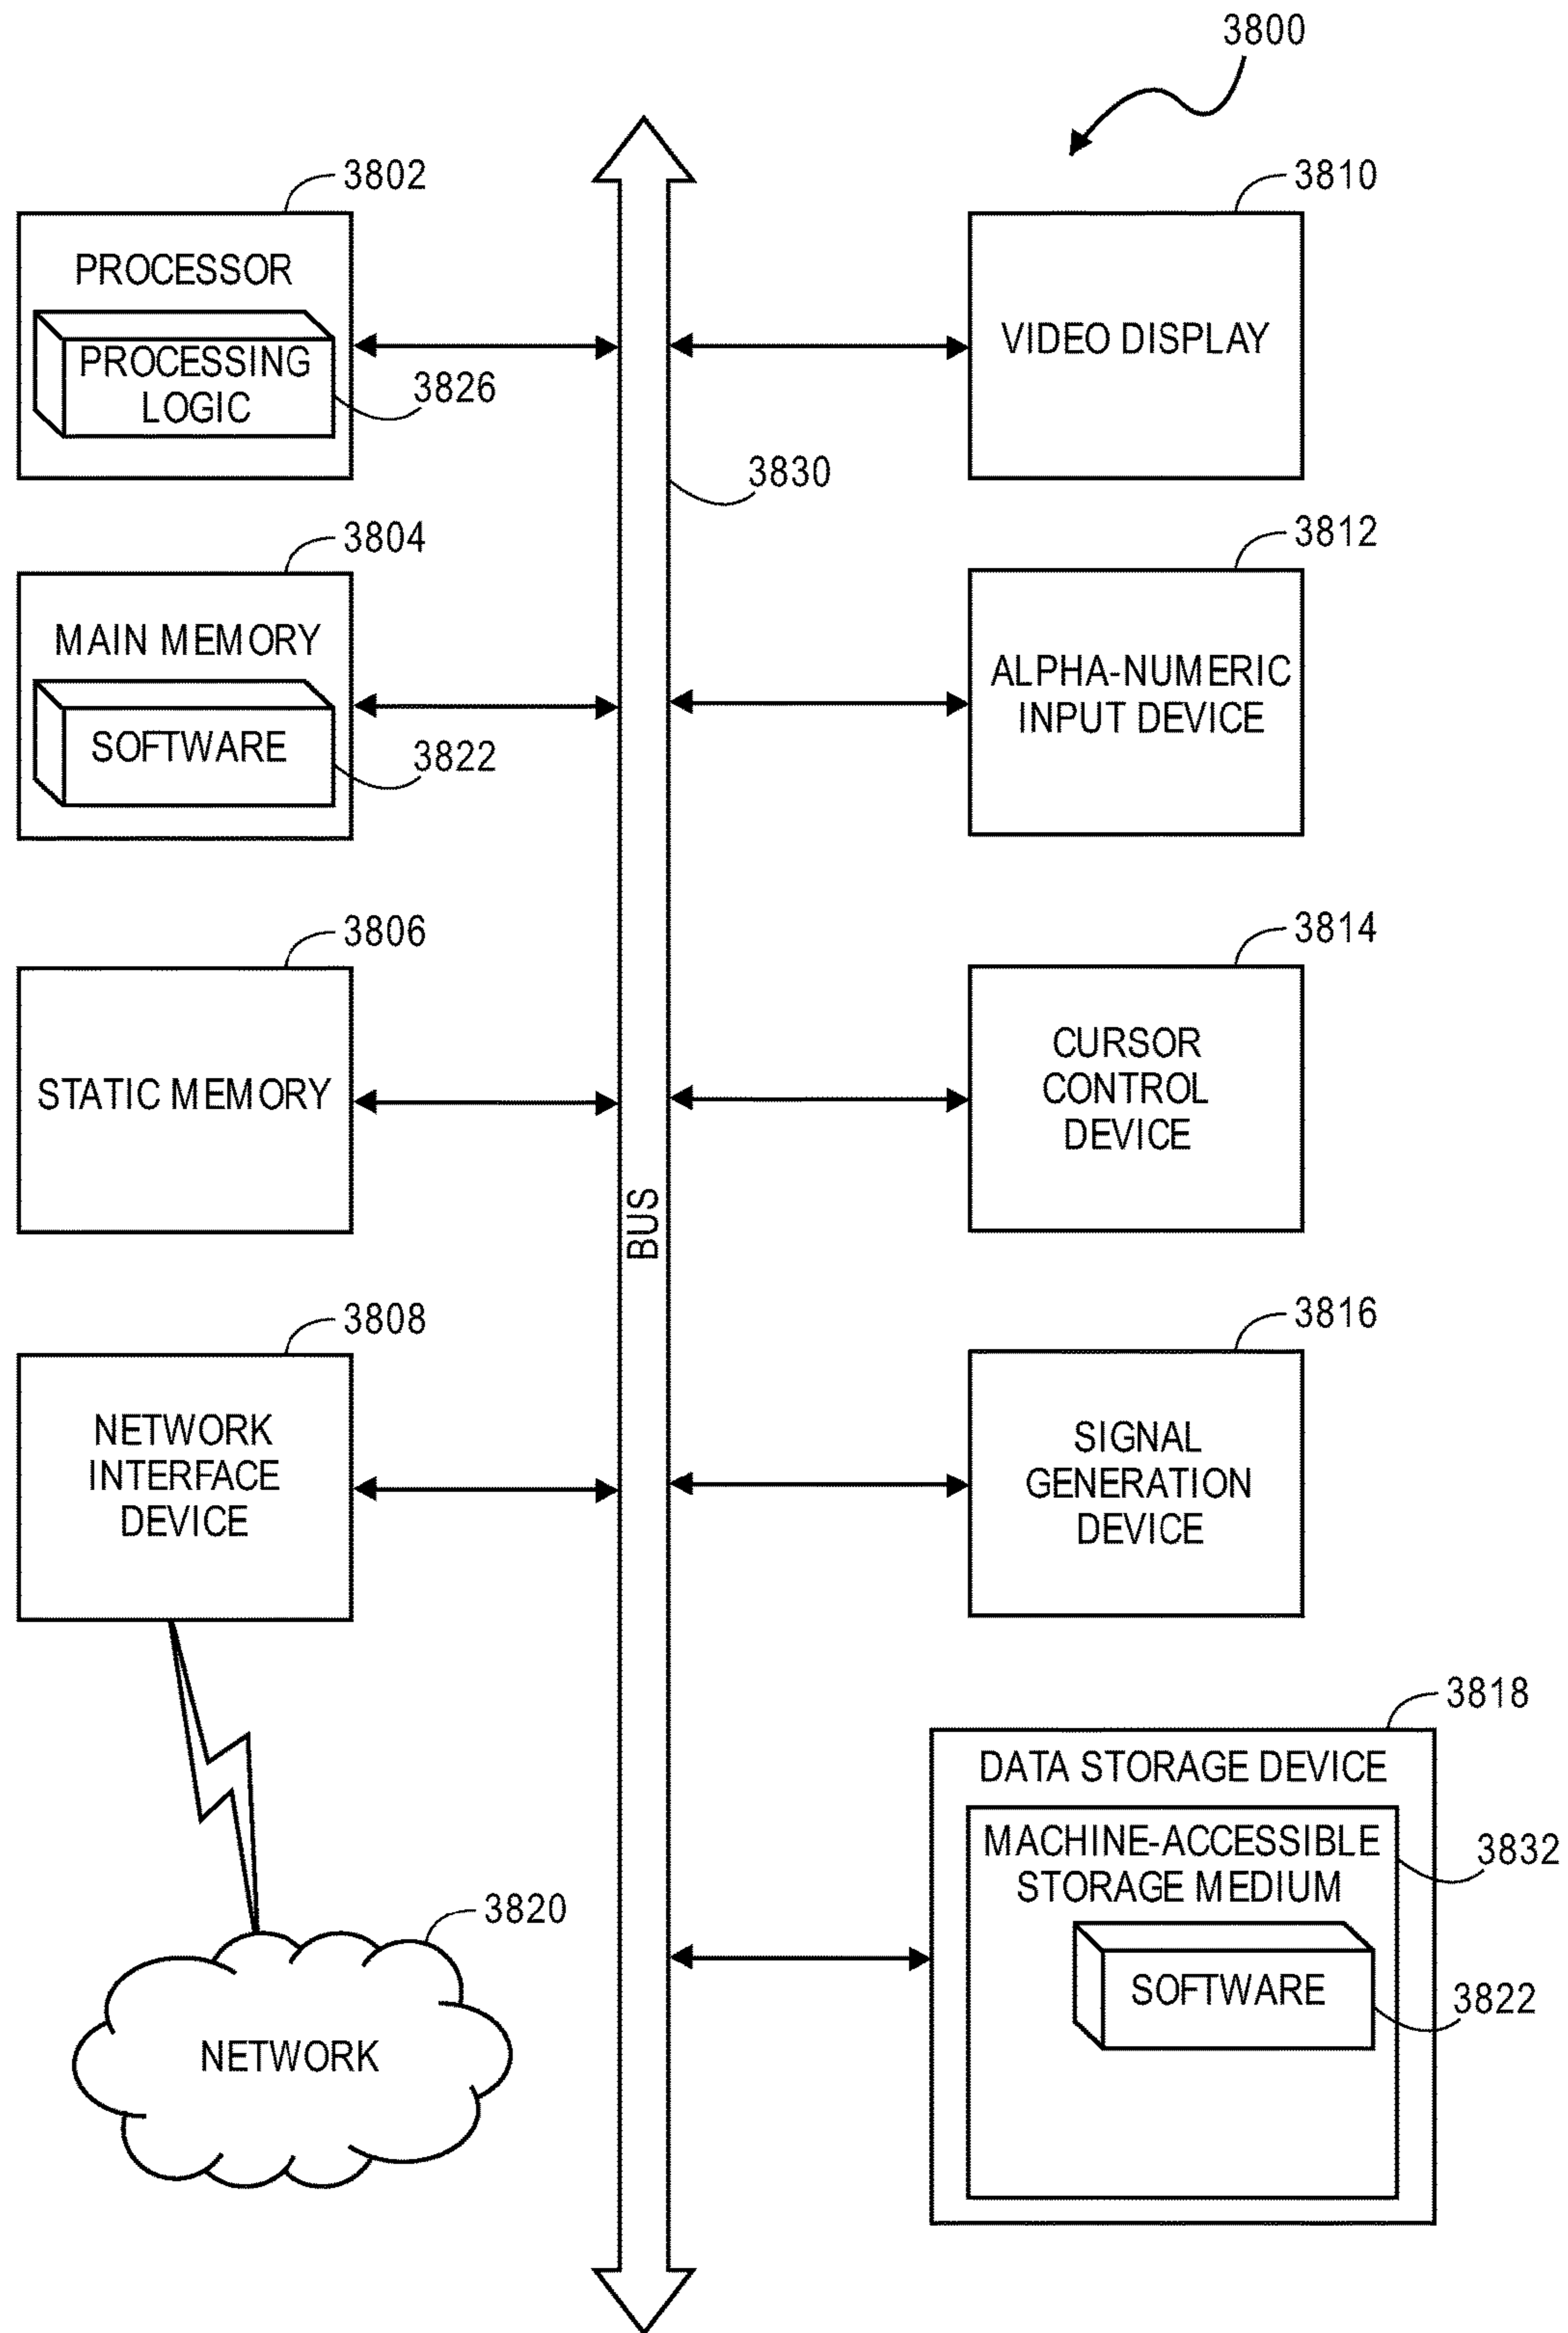 3800
3802
PROCESSOR
PROCESSING
LOGIC
3826
3810
VIDEO DISPLAY
3830
3804
MAIN MEMORY
SOFTWARE
3822
3812
ALPHA-NUMERIC
INPUT DEVICE
3806
STATIC MEMORY
3814
CURSOR
CONTROL
DEVICE
BUS
3808
NETWORK
INTERFACE
DEVICE
3816
SIGNAL
GENERATION
DEVICE
3818
DATA STORAGE DEVICE
MACHINE-ACCESSIBLE
STORAGE MEDIUM
3832
SOFTWARE
3822
3820
NETWORK